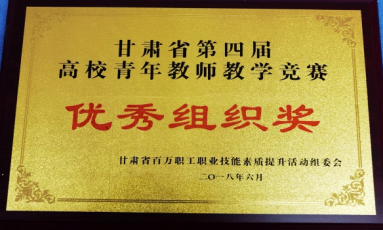 甘肃省第四届
高校青年教师教学竞赛
优秀组织奖
甘肃省百万职工职业技能素质提升活动组委会
二〇一八年六月